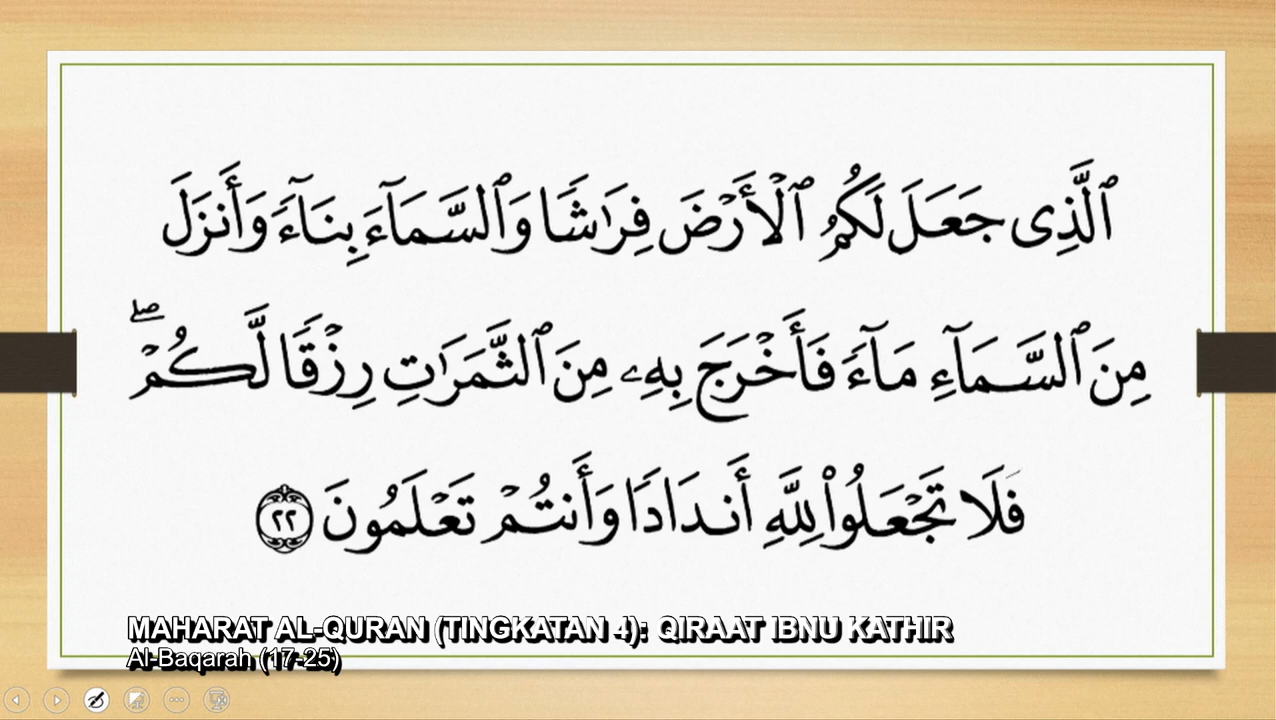 ٱلَّذِى جَعَلَ لَكُمُ ٱلْأَرْضَ فِرَٰشًا وَٱلسَّمَآءَ بِنَآءً وَأَنزَلَ
مِنَ ٱلسَّمَآءِ مَآءً فَأَخْرَجَ بِهِۦ مِنَ ٱلثَّمَرَٰتِ رِزْقًا لَّكُمْ ۖ
فَلَا تَجْعَلُوا۟ لِلَّهِ أَندَادًا وَأَنتُمْ تَعْلَمُونَ ٢٢
MAHARAT AL-QURAN (TINGKATAN 4): QIRAAT IBNU KATHIR
Al-Baqarah (17-25)